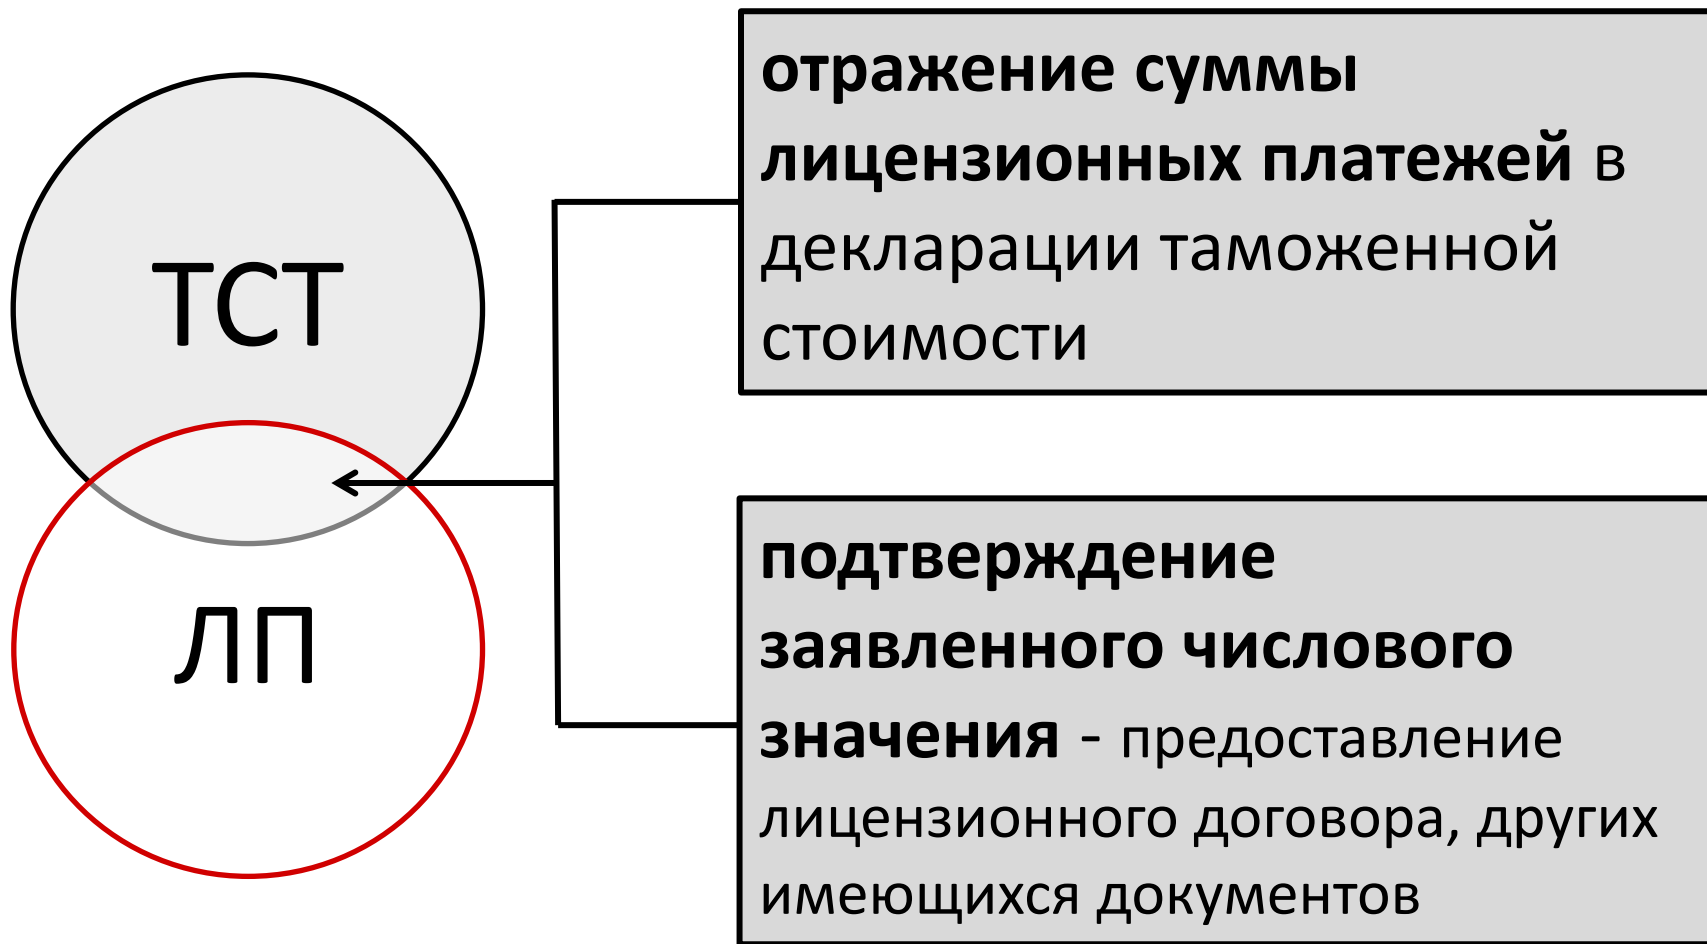 ТСТ
ЛП
отражение суммы
лицензионных платежей в
декларации таможенной
стоимости
подтверждение
заявленного числового
значения - предоставление
лицензионного договора, других
имеющихся документов